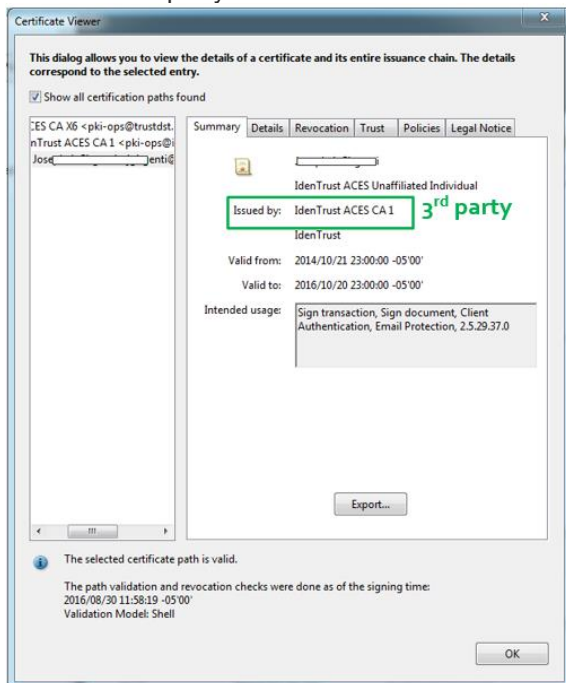 Certificate Viewer
This dialog allows you to view the details of a certificate and its entire issuance chain. The details
correspond to the selected entry.
Show all certification paths found
ES CA X6 <pki-ops@trustdst.
nTrust ACES CA 1 <pki-ops@i
Jose
enti@
Summary Details Revocation Trust Policies Legal Notice
IdenTrust ACES Unaffiliated Individual
Issued by: IdenTrust ACES CA 1
3rd party
IdenTrust
Valid from: 2014/10/21 23:00:00 -05'00'
Valid to: 2016/10/20 23:00:00 -05'00'
Intended usage: Sign transaction, Sign document, Client
Authentication, Email Protection, 2.5.29.37.0
Export...
The selected certificate path is valid.
The path validation and revocation checks were done as of the signing time:
2016/08/30 11:58:19 -05'00'
Validation Model: Shell
OK